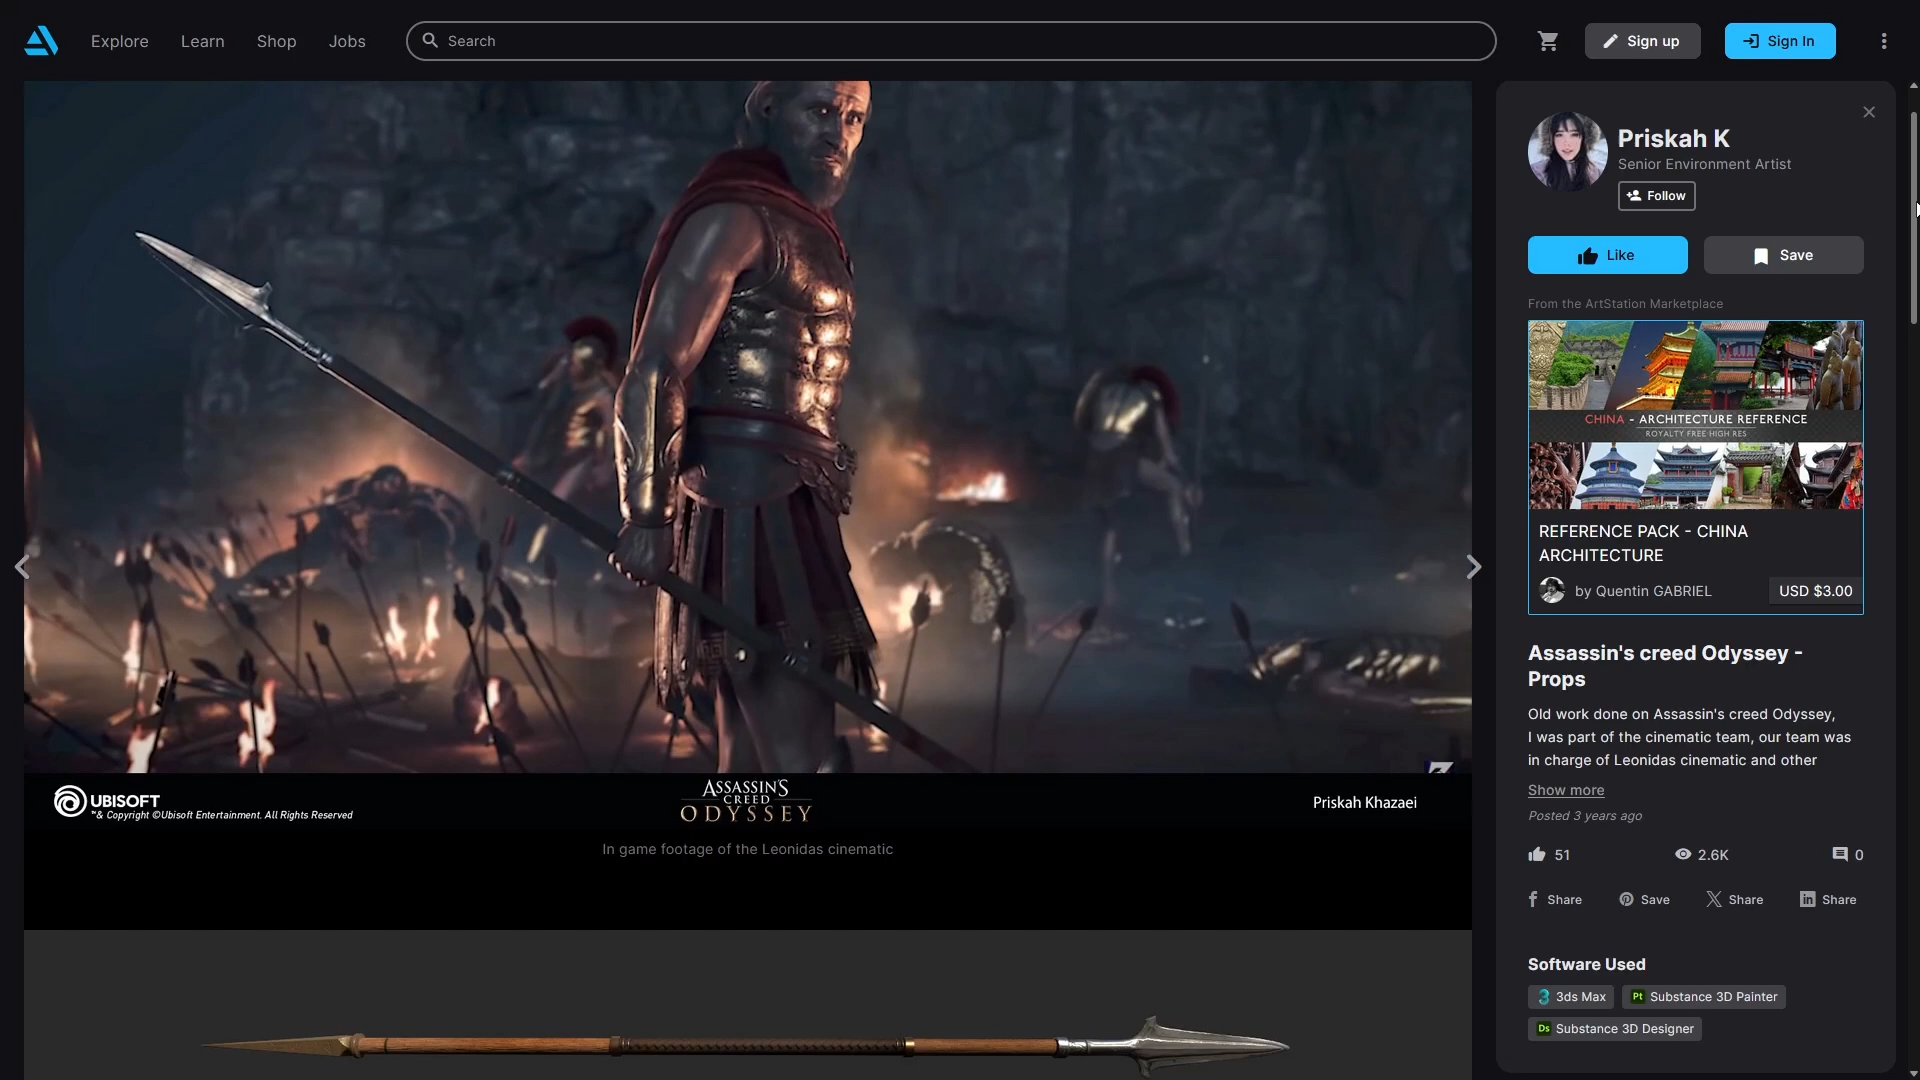 Explore
Learn
Shop
Jobs
Search
Sign up
Sign In
Priskah K
Senior Environment Artist
Follow
Like
Save
From the ArtStation Marketplace
CHINA - ARCHITECTURE REFERENCE
ROYALTY FREE HIGH RES
REFERENCE PACK - CHINA
ARCHITECTURE
by Quentin GABRIEL
USD $3.00
Assassin's creed Odyssey -
Props
Old work done on Assassin's creed Odyssey,
I was part of the cinematic team, our team was
in charge of Leonidas cinematic and other
Show more
Posted 3 years ago
51
2.6K
0
Share
Save
Share
Share
Software Used
3ds Max
Pt Substance 3D Painter
Ds Substance 3D Designer
UBISOFT
™& Copyright ©Ubisoft Entertainment. All Rights Reserved
ASSASSIN'S
CREED
ODYSSEY
Priskah Khazaei
In game footage of the Leonidas cinematic